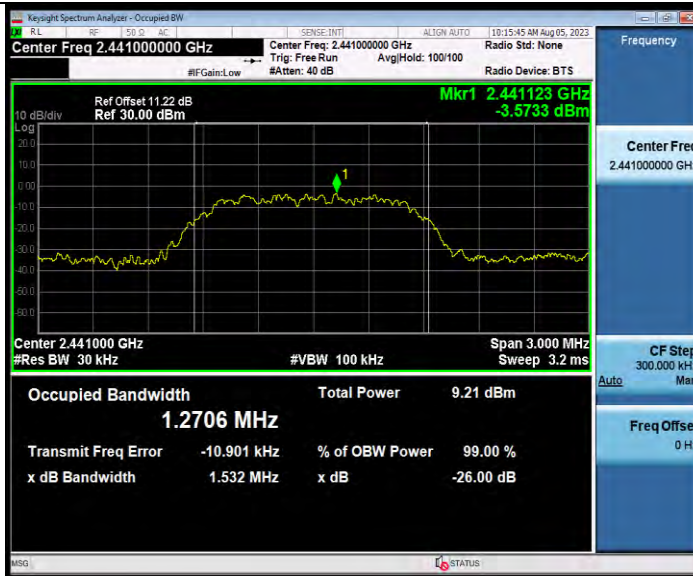 Keysight Spectrum Analyzer - Occupied BW
RL RF 50 Ω AC SENSE:INT ALIGN AUTO 10:15:45 AM Aug 05, 2023
Center Freq 2.441000000 GHz
Center Freq: 2.441000000 GHz
Radio Std: None
Trig: Free Run Avg|Hold: 100/100
#IFGain:Low #Atten: 40 dB Radio Device: BTS
Frequency
Ref Offset 11.22 dB
10 dB/div Ref 30.00 dBm
Mkr1 2.441123 GHz
-3.5733 dBm
Log
20.0
10.0
0.00
-10.0
-20.0
-30.0
-40.0
-50.0
-60.0
1
Center Freq
2.441000000 GH
Center 2.441000 GHz Span 3.000 MHz
#Res BW 30 kHz #VBW 100 kHz Sweep 3.2 ms
CF Step
300.000 kH
Auto Man
Occupied Bandwidth
1.2706 MHz
Total Power 9.21 dBm
Transmit Freq Error -10.901 kHz % of OBW Power 99.00 %
x dB Bandwidth 1.532 MHz x dB -26.00 dB
Freq Offse
0 H
MSG STATUS